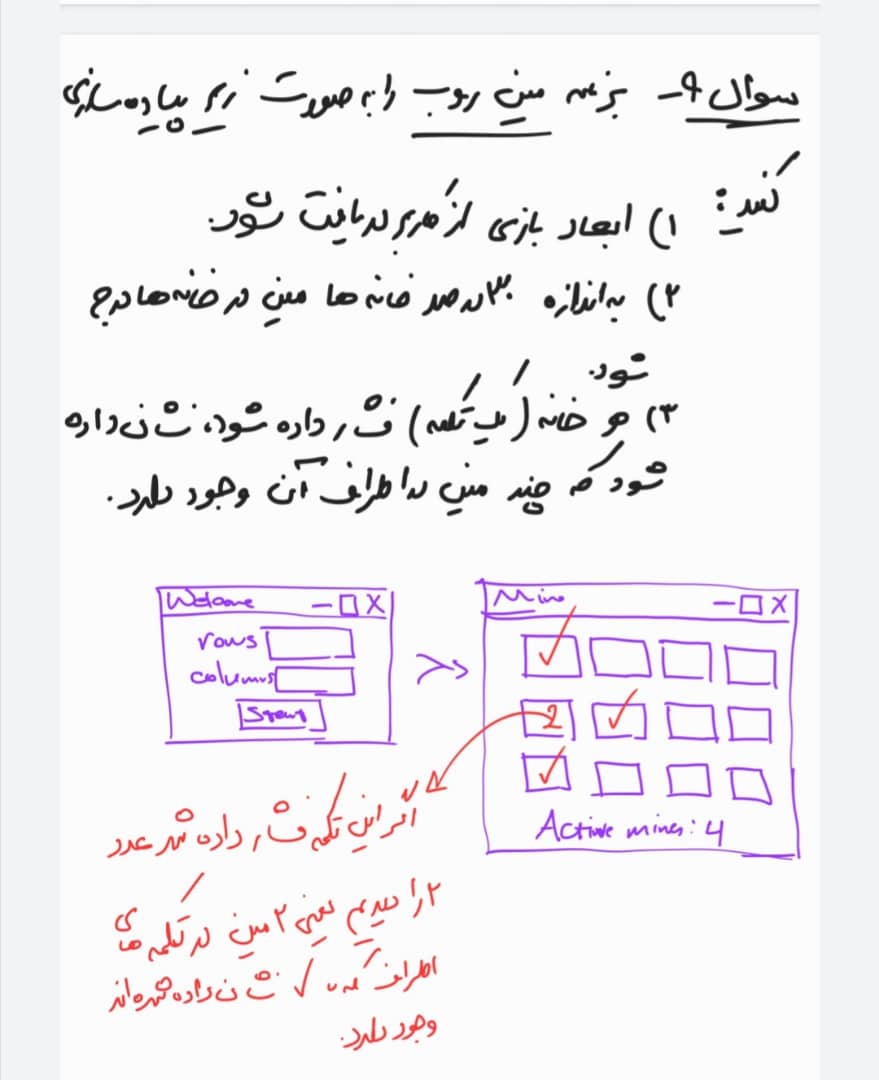 سوال ۹- برنامه مین روب را به صورت زیر پیاده سازی
کنید:
۱) ابعاد بازی از کاربر دریافت شود.
۲) به اندازه ۳۰ درصد خانه ها مین در خانه ها درج
شود.
۳) هر خانه (یک تکمه) فشار داده شود، نشان داده
شود که چند مین در اطراف آن وجود دارد.
Welcome
rows
columns
Start
Mine
2
Active mines: 4
اگر این تکمه فشار داده شد عدد
۲ را دیدیم یعنی ۲ مین در تکمه های
اطراف که با ✓ نشان داده شده اند
وجود دارد.